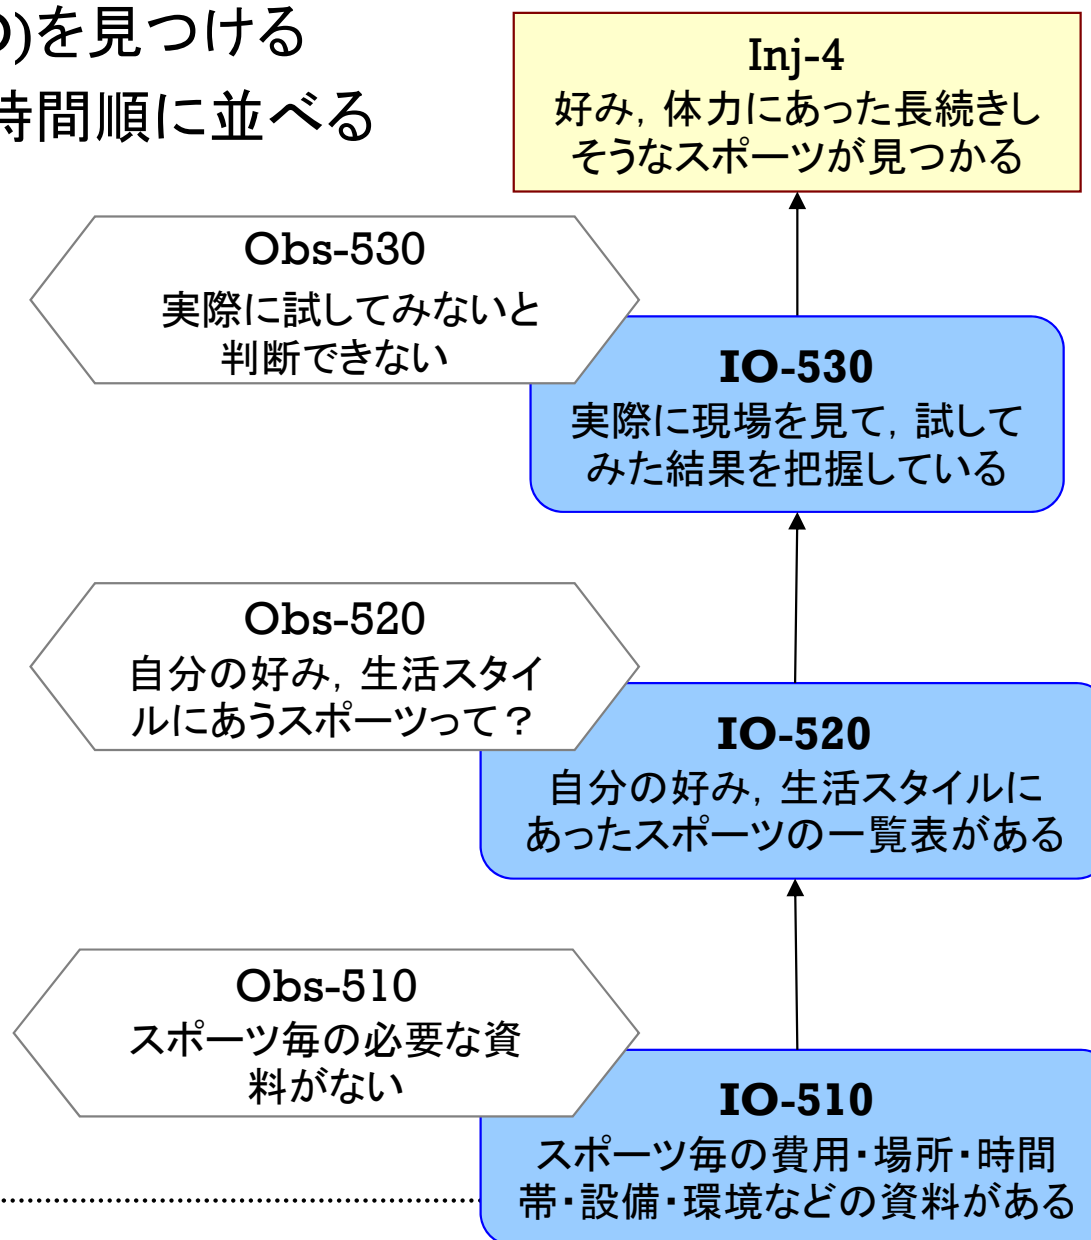 )を見つける
時間順に並べる
Inj-4
好み，体力にあった長続きし
そうなスポーツが見つかる
Obs-530
実際に試してみないと
判断できない
IO-530
実際に現場を見て，試して
みた結果を把握している
Obs-520
自分の好み，生活スタイ
ルにあうスポーツって？
IO-520
自分の好み，生活スタイルに
あったスポーツの一覧表がある
Obs-510
スポーツ毎の必要な資
料がない
IO-510
スポーツ毎の費用・場所・時間
帯・設備・環境などの資料がある